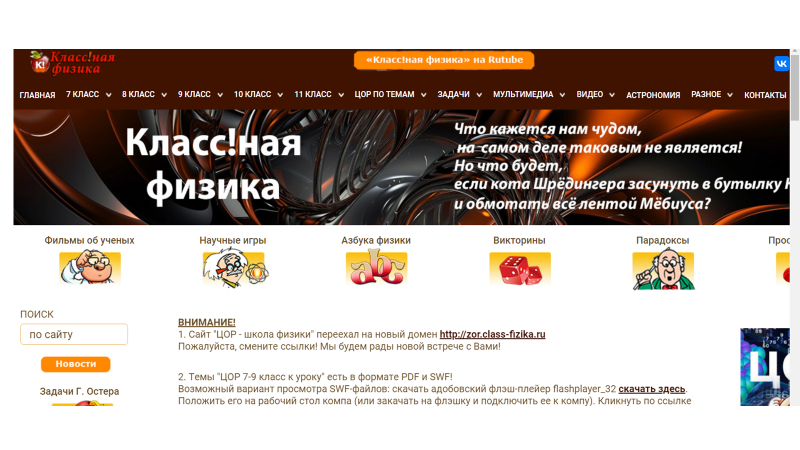 Класс!ная
физика
«Класс!ная физика» на Rutube
ГЛАВНАЯ 7 КЛАСС 8 КЛАСС 9 КЛАСС 10 КЛАСС 11 КЛАСС ЦОР ПО ТЕМАМ ЗАДАЧИ МУЛЬТИМЕДИА ВИДЕО АСТРОНОМИЯ РАЗНОЕ КОНТАКТЫ
Класс!ная
физика
Что кажется нам чудом,
на самом деле таковым не является!
Но что будет,
если кота Шрёдингера засунуть в бутылку
и обмотать всё лентой Мёбиуса?
Фильмы об ученых Научные игры Азбука физики Викторины Парадоксы
abc
ПОИСК
по сайту
Новости
Задачи Г. Остера
ВНИМАНИЕ!
1. Сайт "ЦОР - школа физики" переехал на новый домен http://zor.class-fizika.ru
Пожалуйста, смените ссылки! Мы будем рады новой встрече с Вами!
2. Темы "ЦОР 7-9 класс к уроку" есть в формате PDF и SWF!
Возможный вариант просмотра SWF-файлов: скачать адобовский флэш-плейер flashplayer_32 скачать здесь.
Положить его на рабочий стол компа (или закачать на флэшку и подключить ее к компу). Кликнуть по ссылке